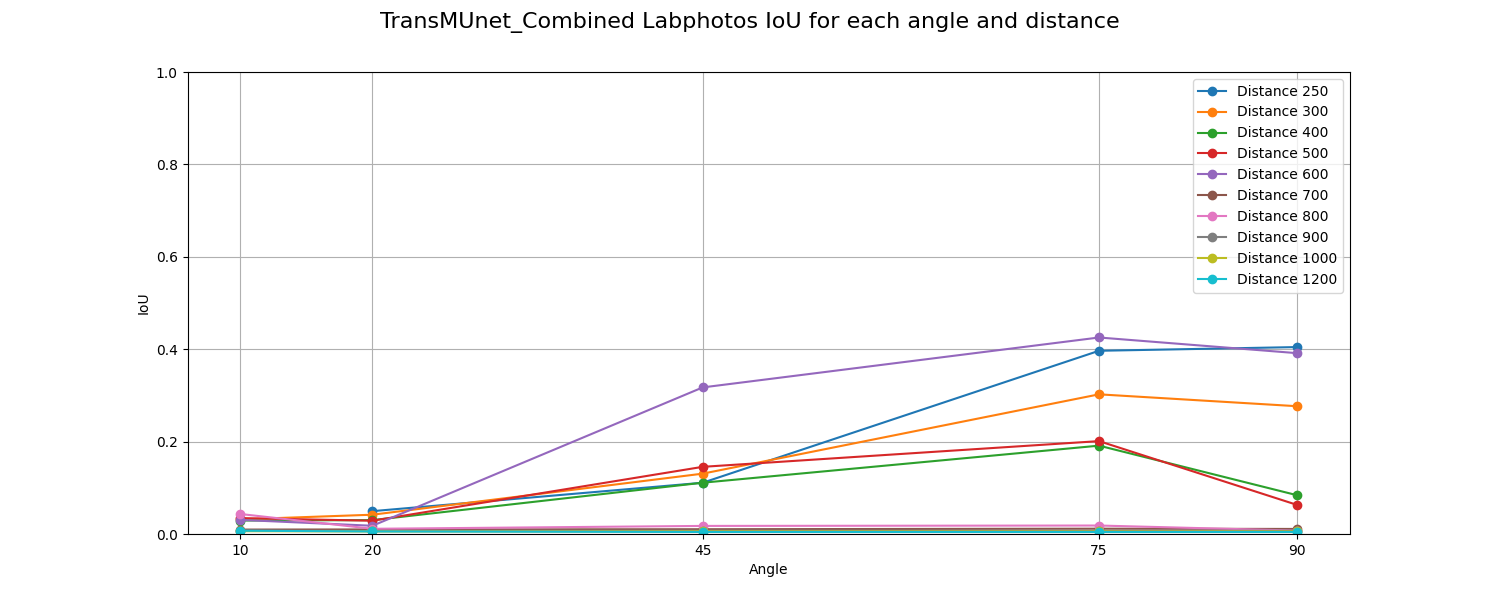 TransMUnet_Combined Labphotos IoU for each angle and distance
1.0
0.8
0.6
0.4
0.2
0.0
IoU
Distance 250
Distance 300
Distance 400
Distance 500
Distance 600
Distance 700
Distance 800
Distance 900
Distance 1000
Distance 1200
10 20 45 75 90
Angle